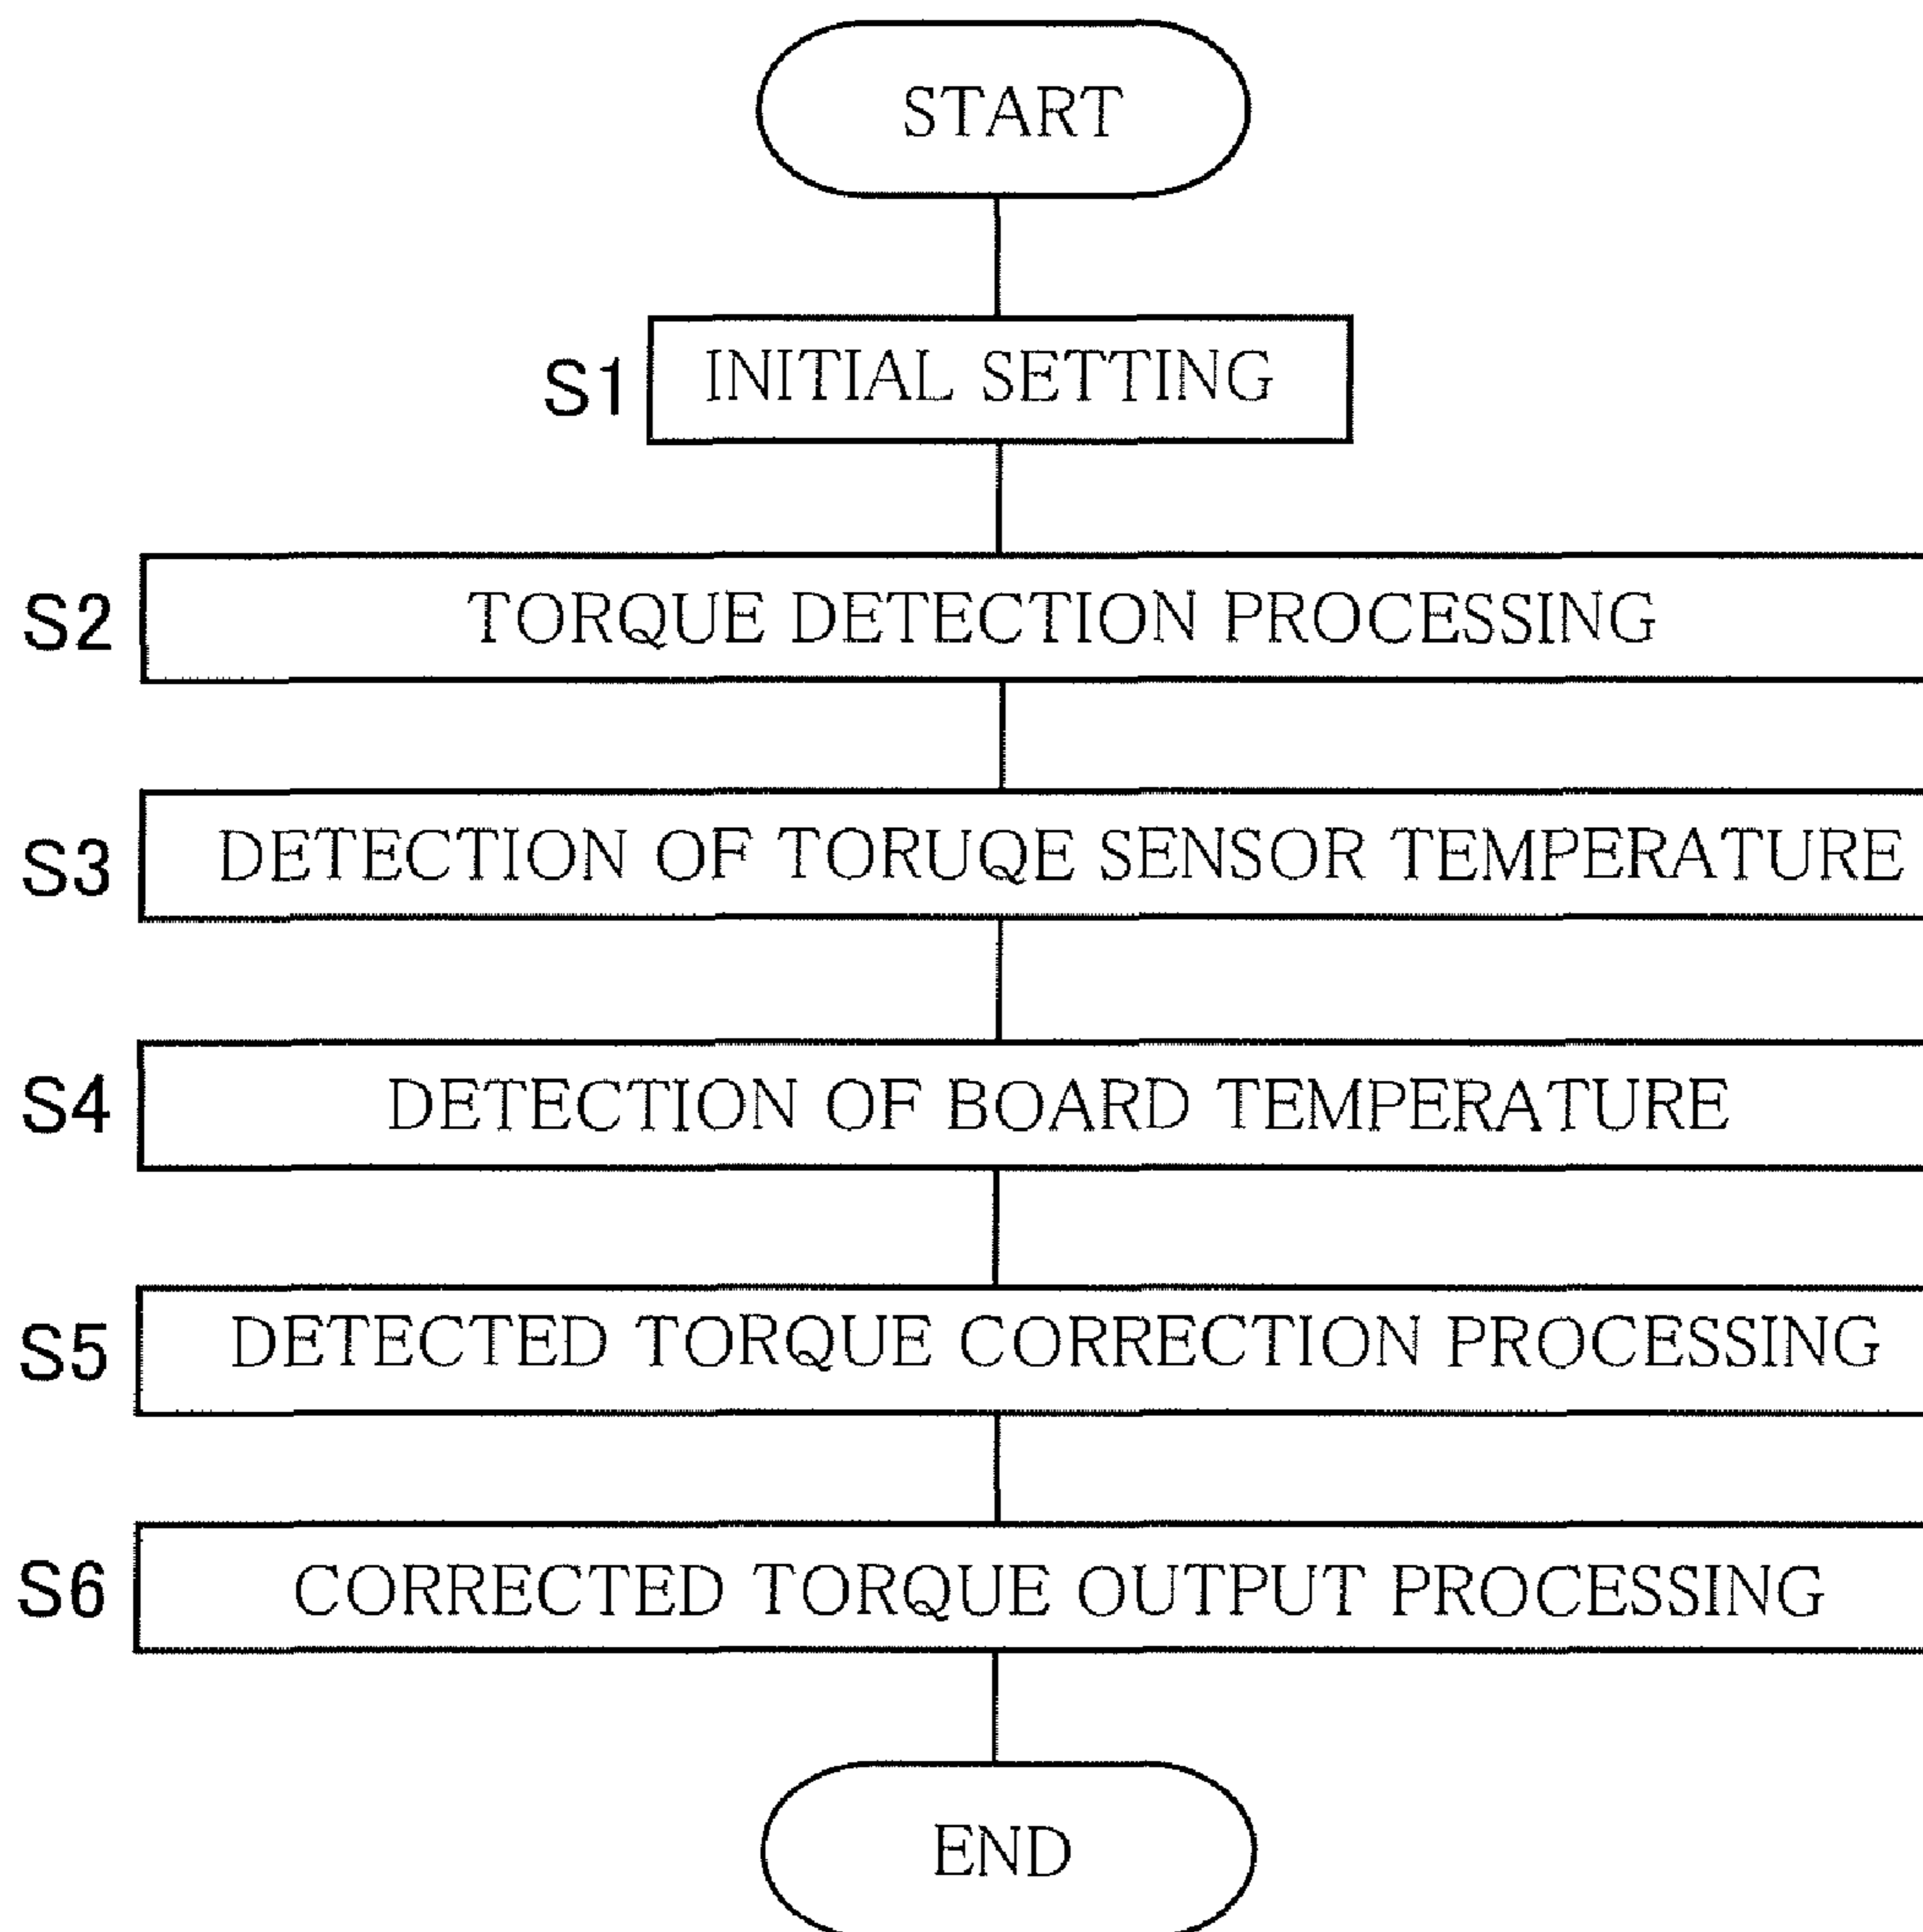 START
S1 INITIAL SETTING
S2 TORQUE DETECTION PROCESSING
S3 DETECTION OF TORUQE SENSOR TEMPERATURE
S4 DETECTION OF BOARD TEMPERATURE
S5 DETECTED TORQUE CORRECTION PROCESSING
S6 CORRECTED TORQUE OUTPUT PROCESSING
END